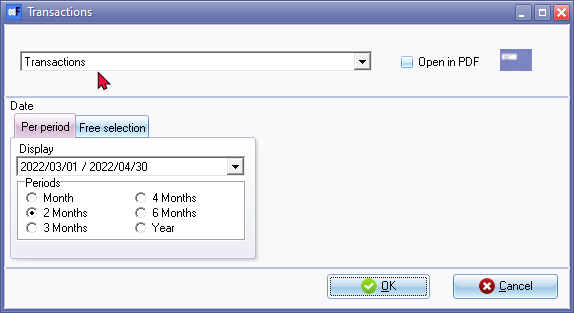 Transactions
Transactions
Open in PDF
Date
Per period
Free selection
Display
2022/03/01 / 2022/04/30
Periods
Month
4 Months
2 Months
6 Months
3 Months
Year
OK
Cancel